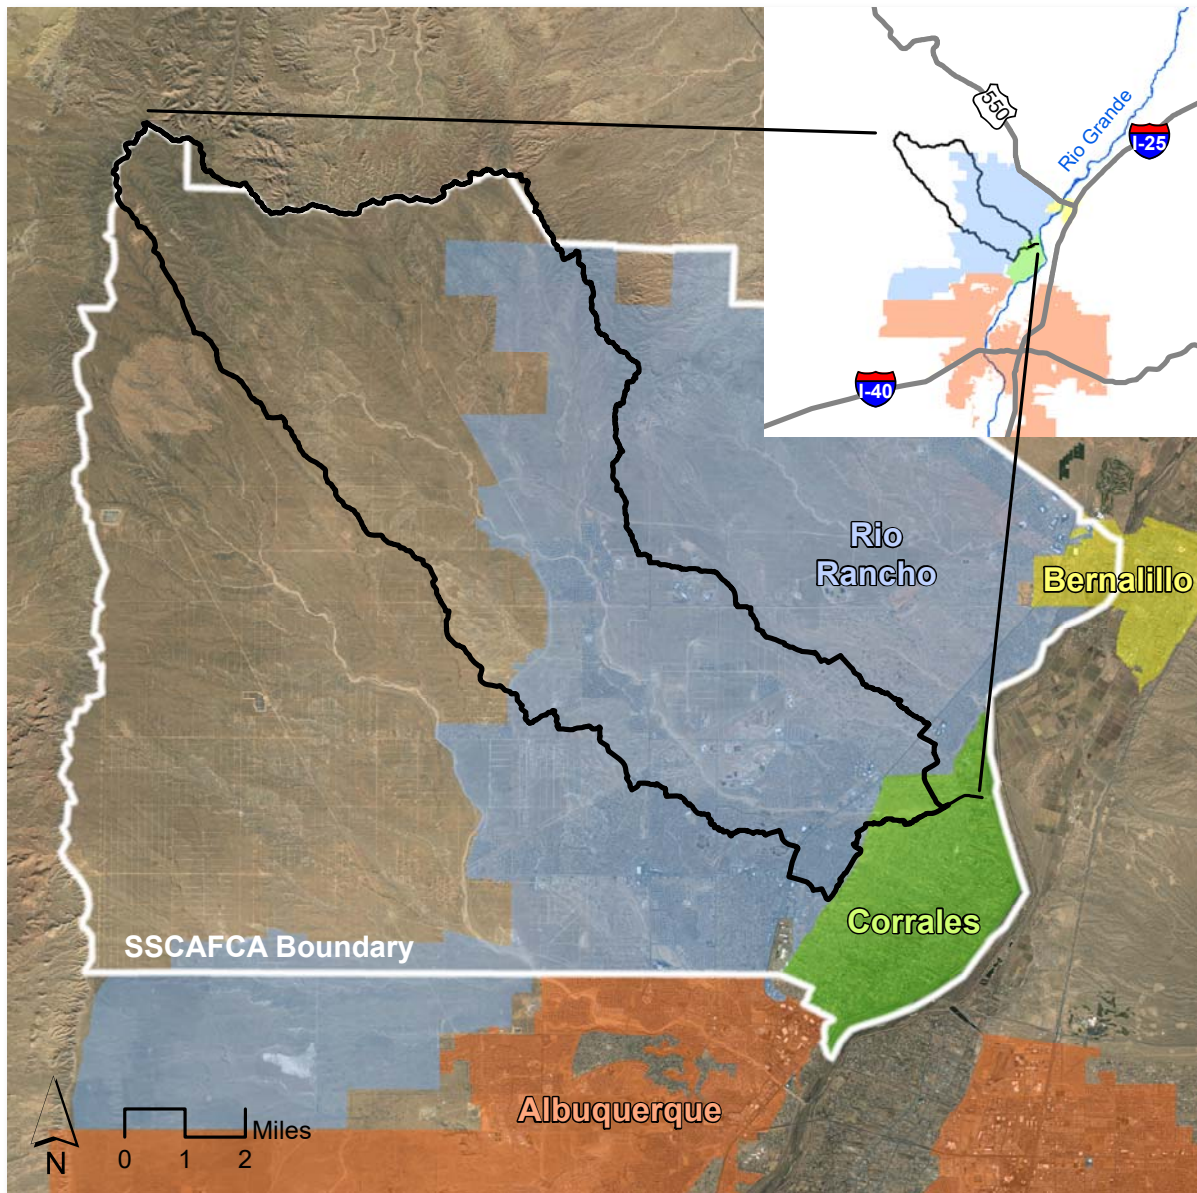 550
Rio Grande
I-25
I-40
Rio
Rancho
Bernalillo
Corrales
SSCAFCA Boundary
Albuquerque
Miles
0 1 2
N